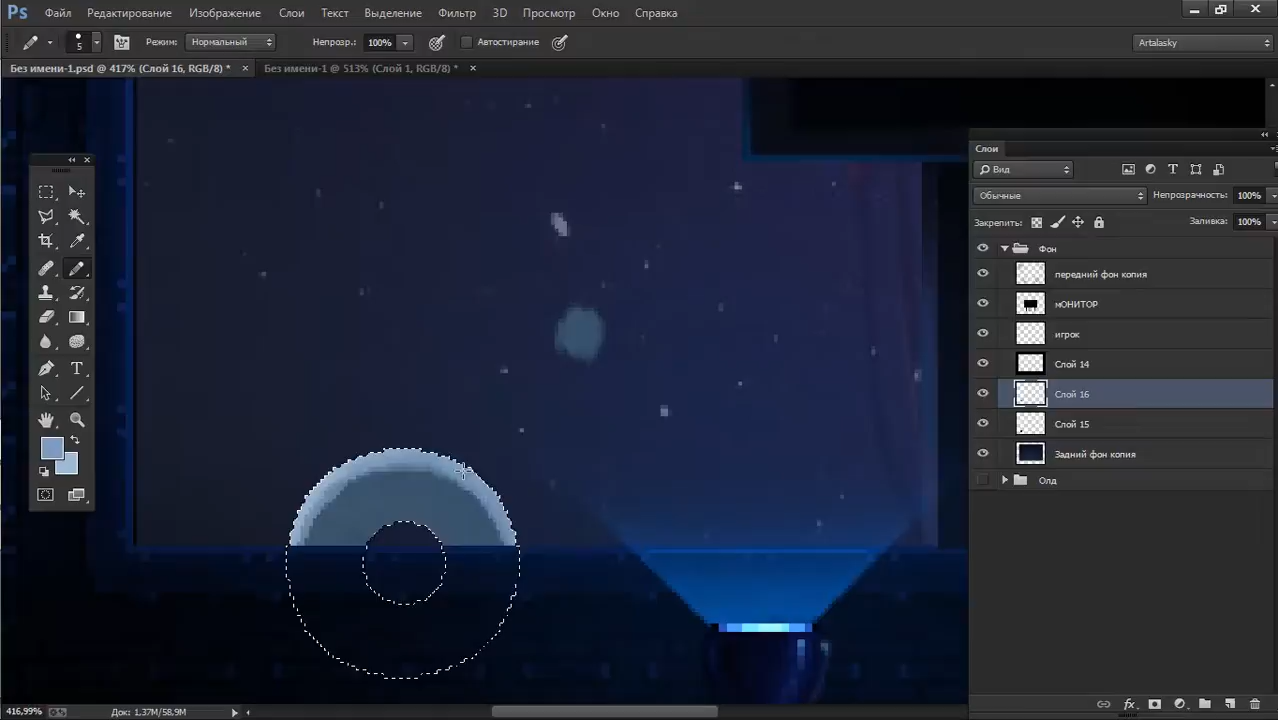 Ps Файл Редактирование Изображение Слои Текст Выделение Фильтр 3D Просмотр Окно Справка
5 Режим: Нормальный Непрозр.: 100% Автостирание Artalasky
Без имени-1.psd @ 417% (Слой 16, RGB/8) * × Без имени-1 @ 513% (Слой 1, RGB/8) * ×
Слои
Вид
Обычные Непрозрачность: 100%
Закрепить: Заливка: 100%
Фон
передний фон копия
мОНИТОР
игрок
Слой 14
Слой 16
Слой 15
Задний фон копия
Олд
416,99% Док: 1,37M/58,9M